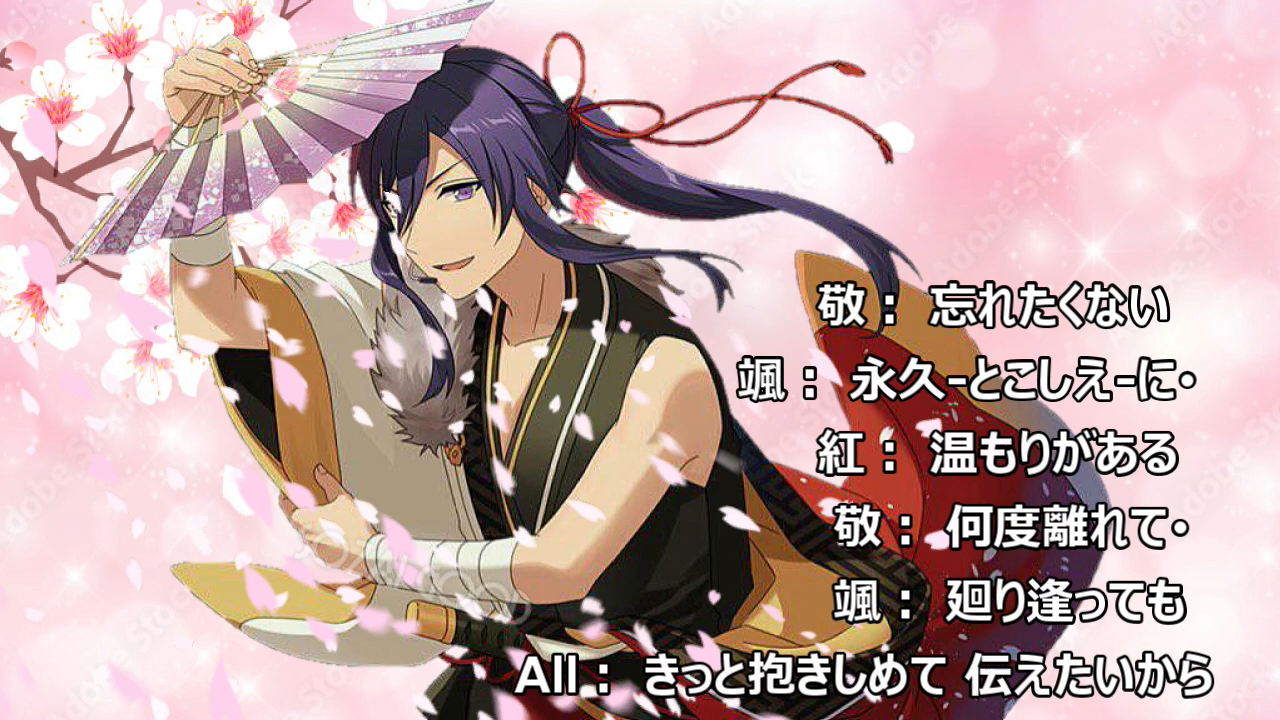 敬： 忘れたくない
颯： 永久-とこしえ-に・
紅： 温もりがある
敬： 何度離れて・
颯： 廻り逢っても
All： きっと抱きしめて 伝えたいから